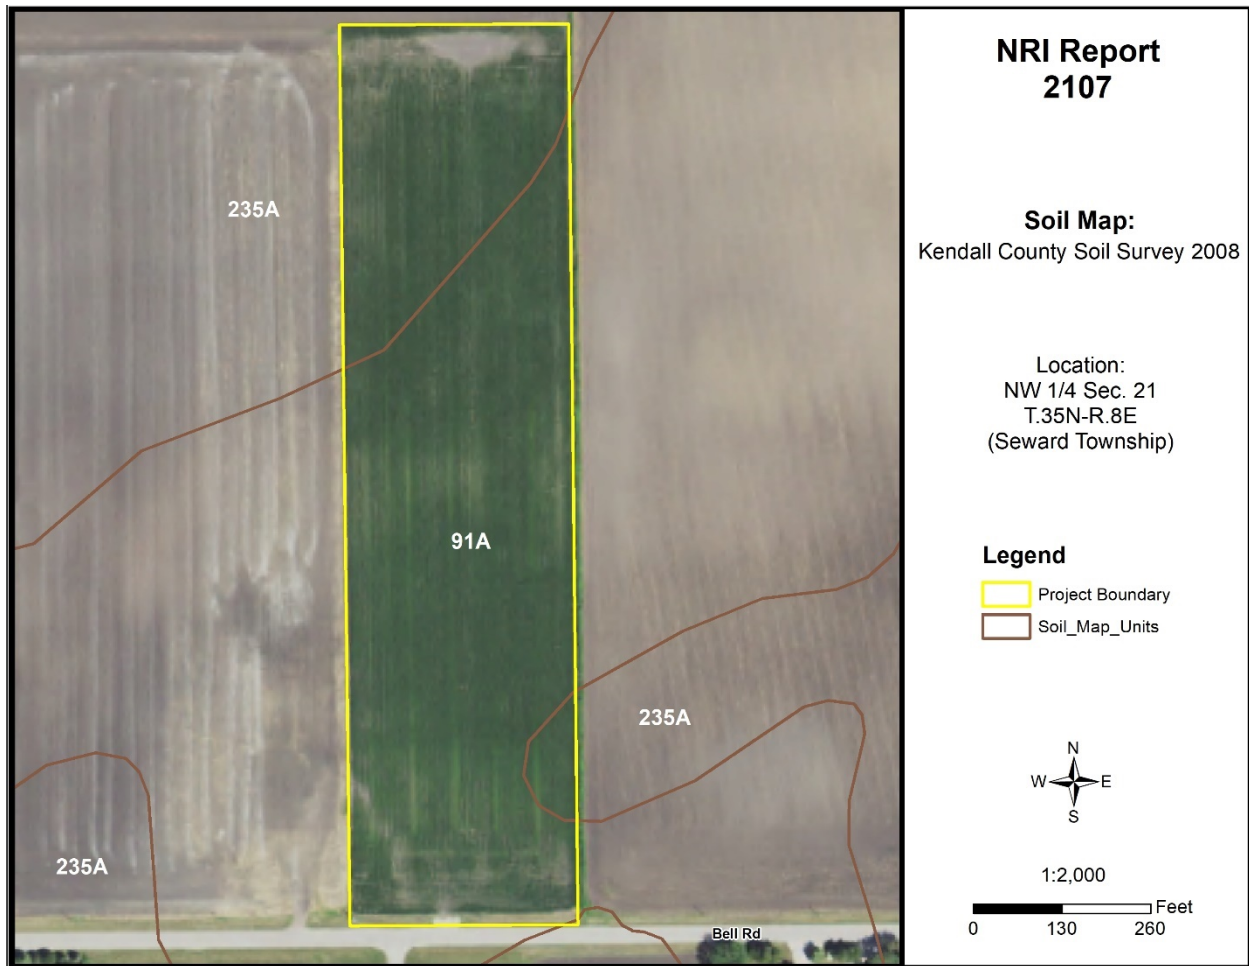 NRI Report
2107
Soil Map:
Kendall County Soil Survey 2008
Location:
NW 1/4 Sec. 21
T.35N-R.8E
(Seward Township)
Legend
Project Boundary
Soil_Map_Units
N
W E
S
1:2,000
Feet
0 130 260
235A
91A
235A
235A
Bell Rd